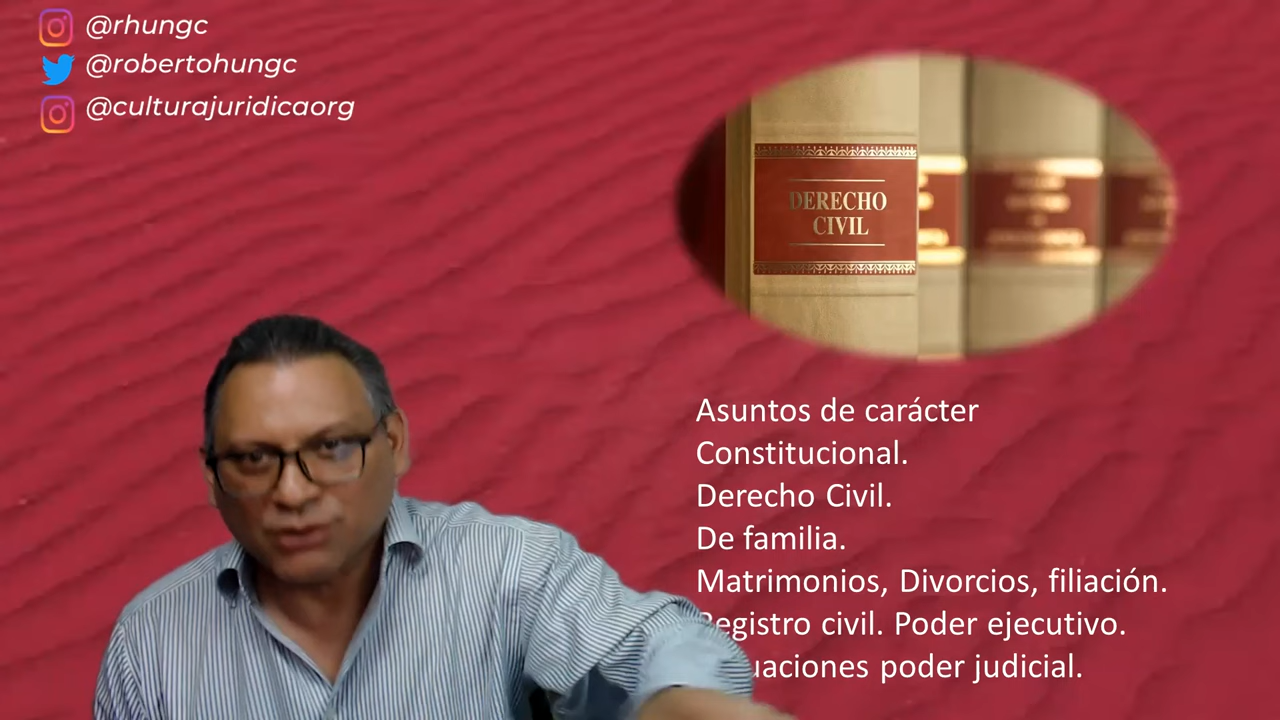 @rhungc
@robertohungc
@culturajuridicaorg
DERECHO
CIVIL
Asuntos de carácter
Constitucional.
Derecho Civil.
De familia.
Matrimonios, Divorcios, filiación.
Registro civil. Poder ejecutivo.
poder judicial.